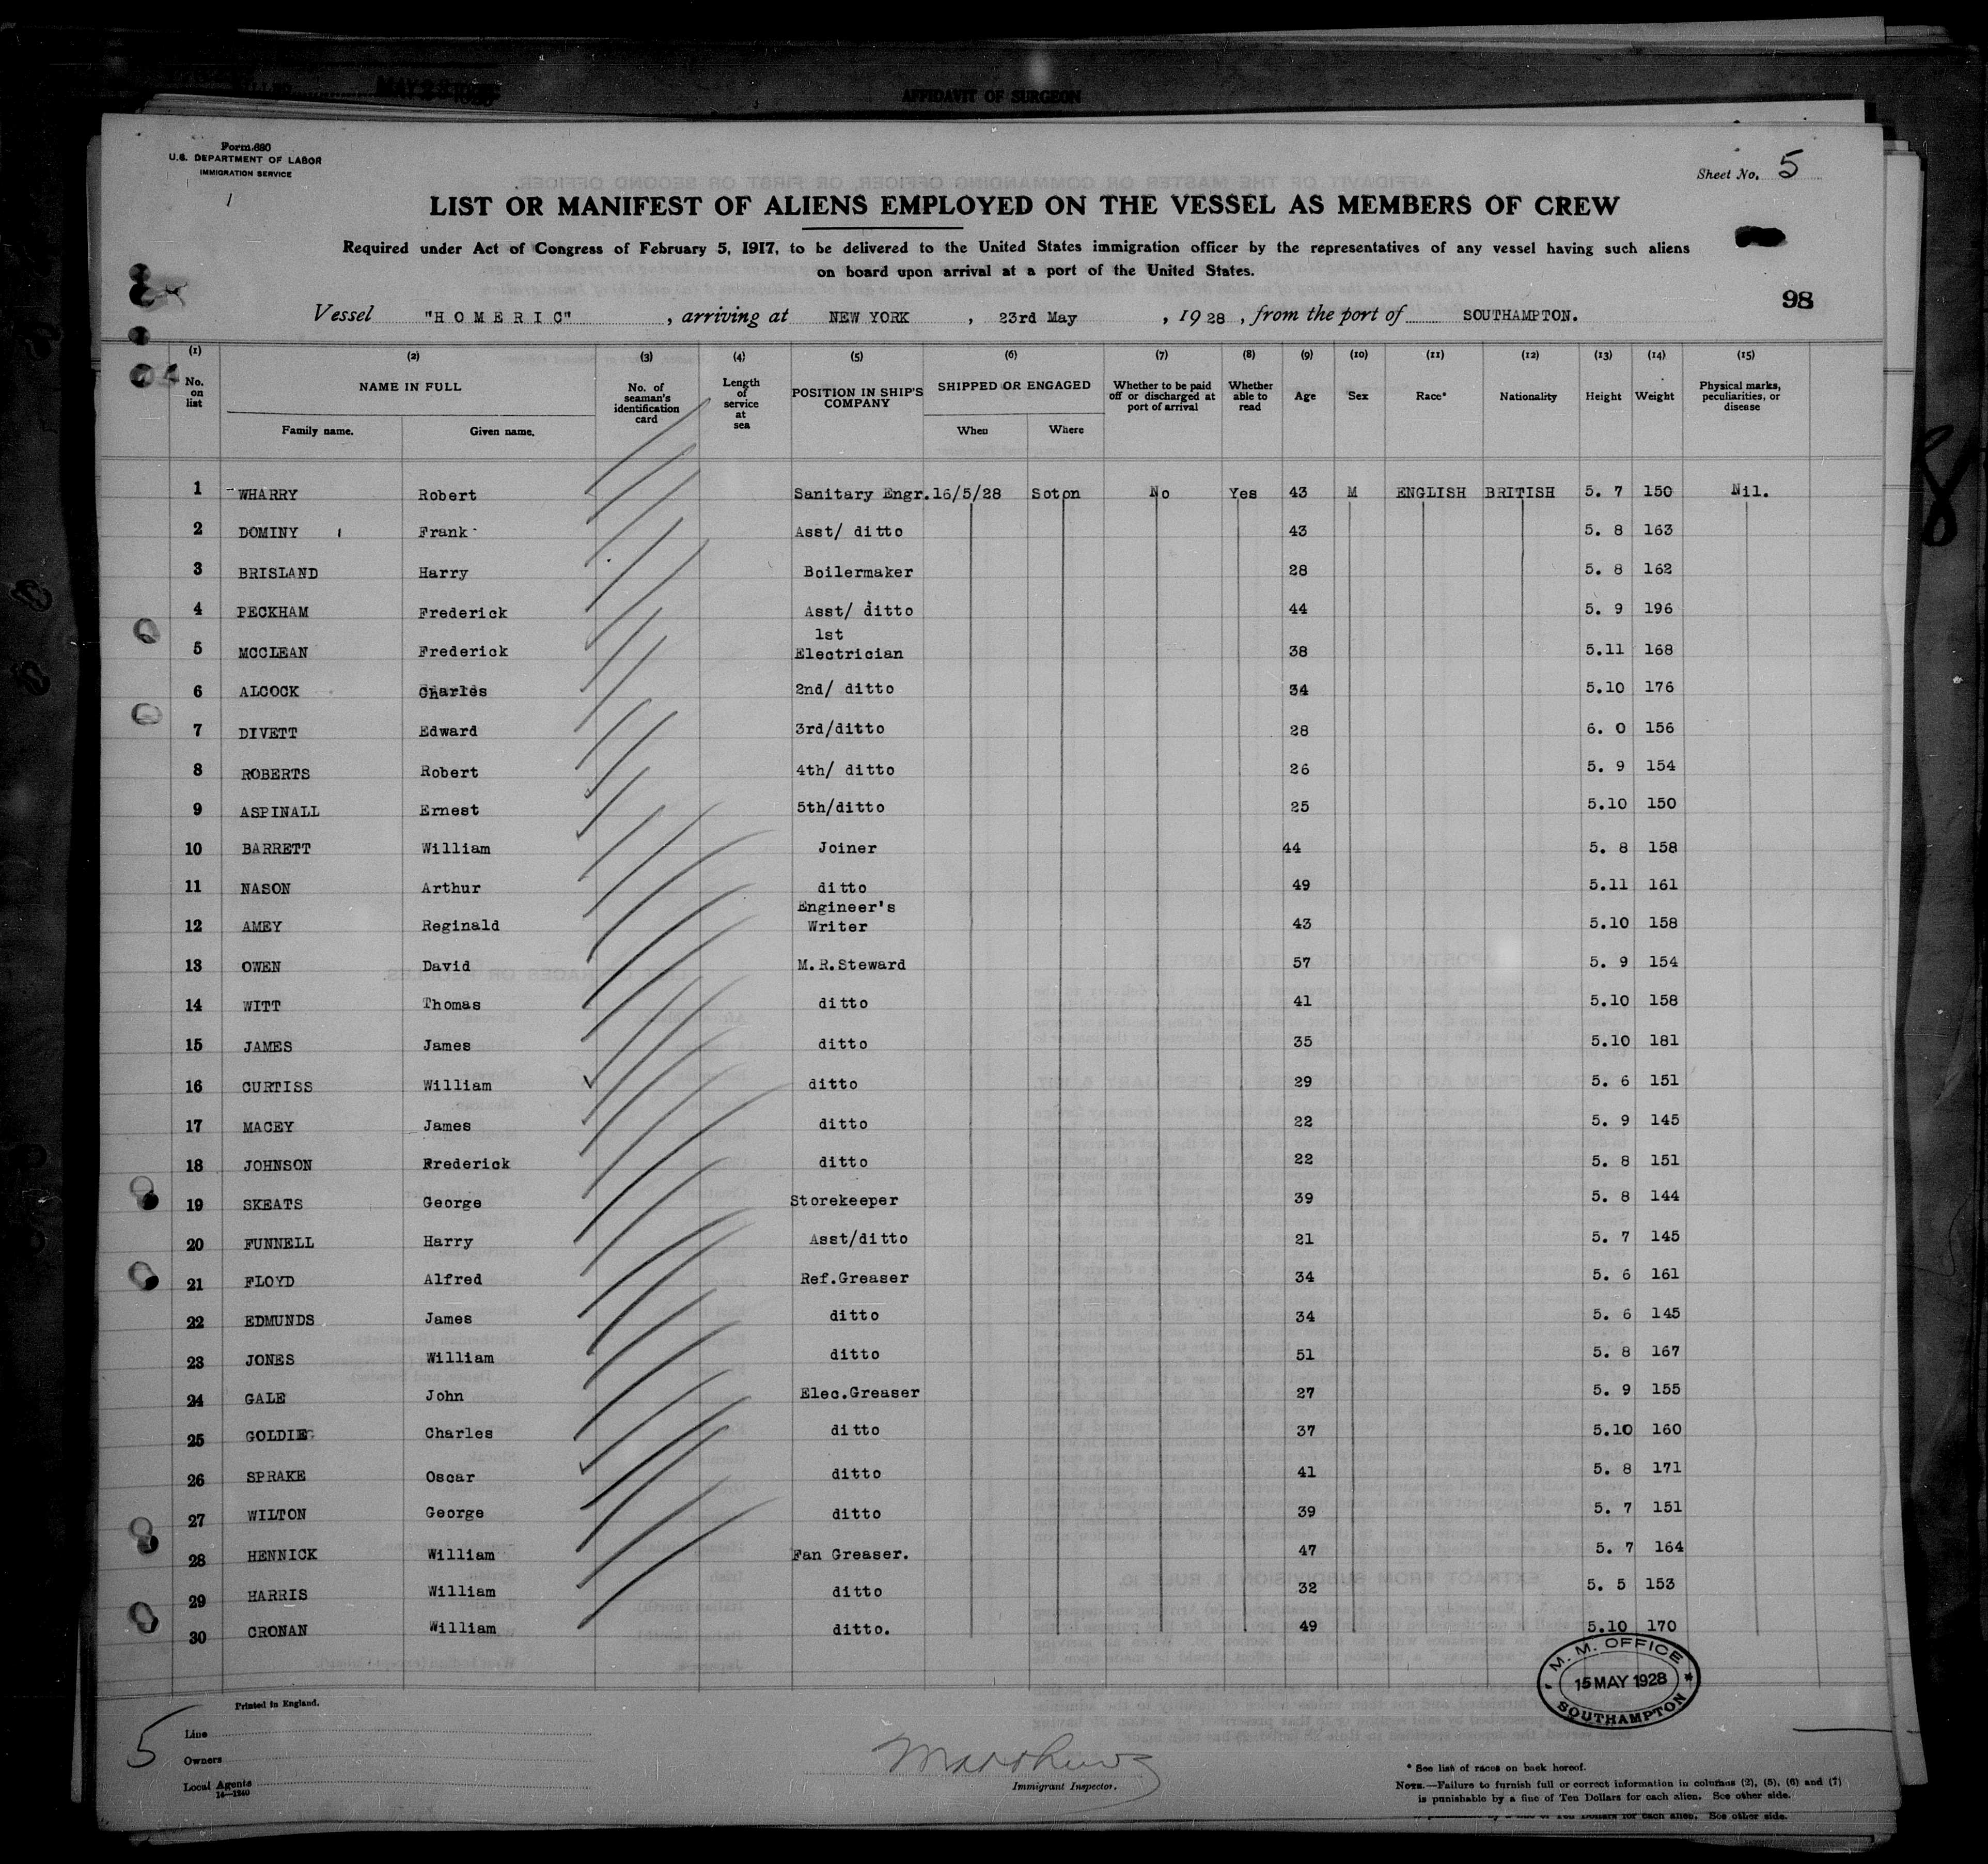 MAY 23 1928
AFFIDAVIT OF SURGEON
Form 680
U.S. DEPARTMENT OF LABOR
IMMIGRATION SERVICE
Sheet No. 5
LIST OR MANIFEST OF ALIENS EMPLOYED ON THE VESSEL AS MEMBERS OF CREW
Required under Act of Congress of February 5, 1917, to be delivered to the United States immigration officer by the representatives of any vessel having such aliens
on board upon arrival at a port of the United States.
98
Vessel "HOMERIC", arriving at NEW YORK, 23rd May, 1928, from the port of SOUTHAMPTON.
(1) (2) (3) (4) (5) (6) (7) (8) (9) (10) (11) (12) (13) (14) (15)
No. on list NAME IN FULL No. of seaman's identification card Length of service at sea POSITION IN SHIP'S COMPANY SHIPPED OR ENGAGED Whether to be paid off or discharged at port of arrival Whether able to read Age Sex Race* Nationality Height Weight Physical marks, peculiarities, or disease
Family name. Given name. When Where
1 WHARRY Robert Sanitary Engr. 16/5/28 Soton No Yes 43 M ENGLISH BRITISH 5. 7 150 Nil.
2 DOMINY Frank Asst/ ditto 43 5. 8 163
3 BRISLAND Harry Boilermaker 28 5. 8 162
4 PECKHAM Frederick Asst/ ditto 44 5. 9 196
5 MCCLEAN Frederick 1st Electrician 38 5.11 168
6 ALCOCK Charles 2nd/ ditto 34 5.10 176
7 DIVETT Edward 3rd/ditto 28 6. 0 156
8 ROBERTS Robert 4th/ ditto 26 5. 9 154
9 ASPINALL Ernest 5th/ditto 25 5.10 150
10 BARRETT William Joiner 44 5. 8 158
11 NASON Arthur ditto 49 5.11 161
12 AMEY Reginald Engineer's Writer 43 5.10 158
13 OWEN David M.R.Steward 57 5. 9 154
14 WITT Thomas ditto 41 5.10 158
15 JAMES James ditto 35 5.10 181
16 CURTISS William ditto 29 5. 6 151
17 MACEY James ditto 22 5. 9 145
18 JOHNSON Frederick ditto 22 5. 8 151
19 SKEATS George Storekeeper 39 5. 8 144
20 FUNNELL Harry Asst/ditto 21 5. 7 145
21 FLOYD Alfred Ref.Greaser 34 5. 6 161
22 EDMUNDS James ditto 34 5. 6 145
23 JONES William ditto 51 5. 8 167
24 GALE John Elec.Greaser 27 5. 9 155
25 GOLDIE Charles ditto 37 5.10 160
26 SPRAKE Oscar ditto 41 5. 8 171
27 WILTON George ditto 39 5. 7 151
28 HENNICK William Fan Greaser. 47 5. 7 164
29 HARRIS William ditto 32 5. 5 153
30 CRONAN William ditto. 49 5.10 170
M. M. OFFICE
15 MAY 1928
SOUTHAMPTON
Printed in England.
5
Line
Owners
Local Agents
14—1240
Matthews
Immigrant Inspector.
* See list of races on back hereof.
NOTE.—Failure to furnish full or correct information in columns (2), (5), (6) and (7)
is punishable by a fine of Ten Dollars for each alien. See other side.